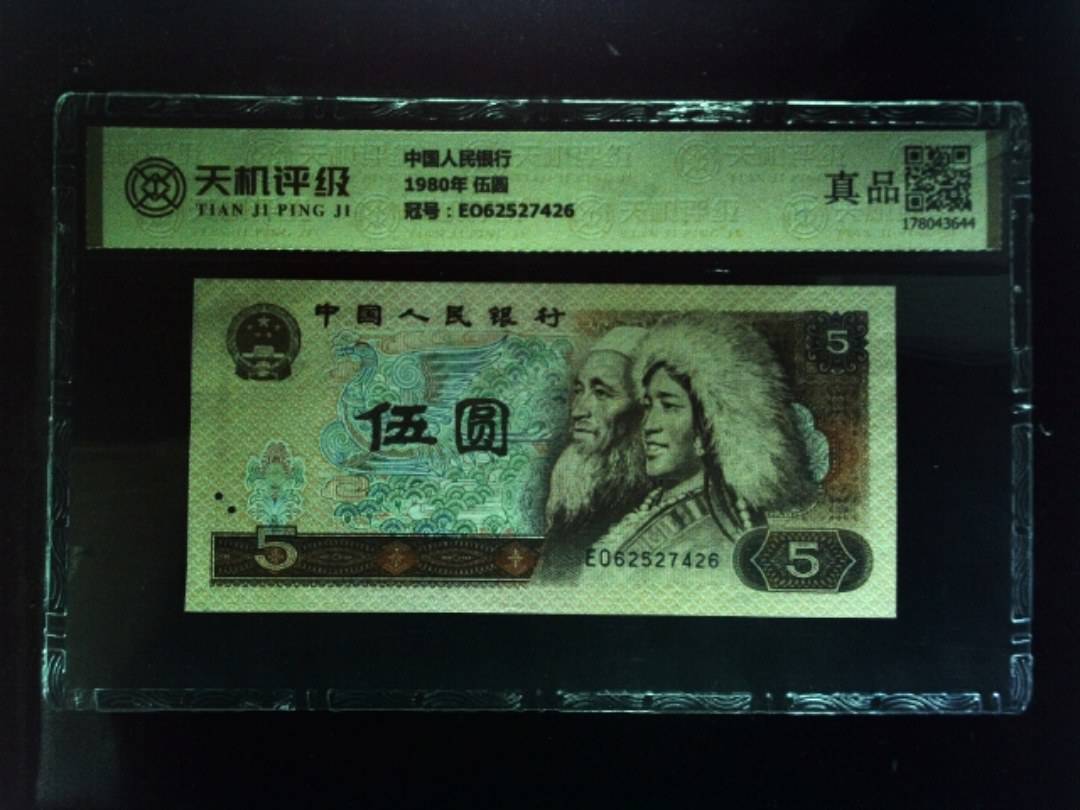 天机评级
TIAN JI PING JI
中国人民银行
1980年 伍圆
冠号：EO62527426
真品
178043644
中国人民银行
5
伍圆
5
EO62527426
5